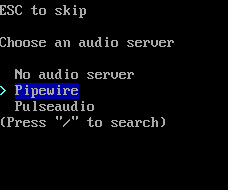 ESC to skip
Choose an audio server
No audio server
> Pipewire
Pulseaudio
(Press "/" to search)